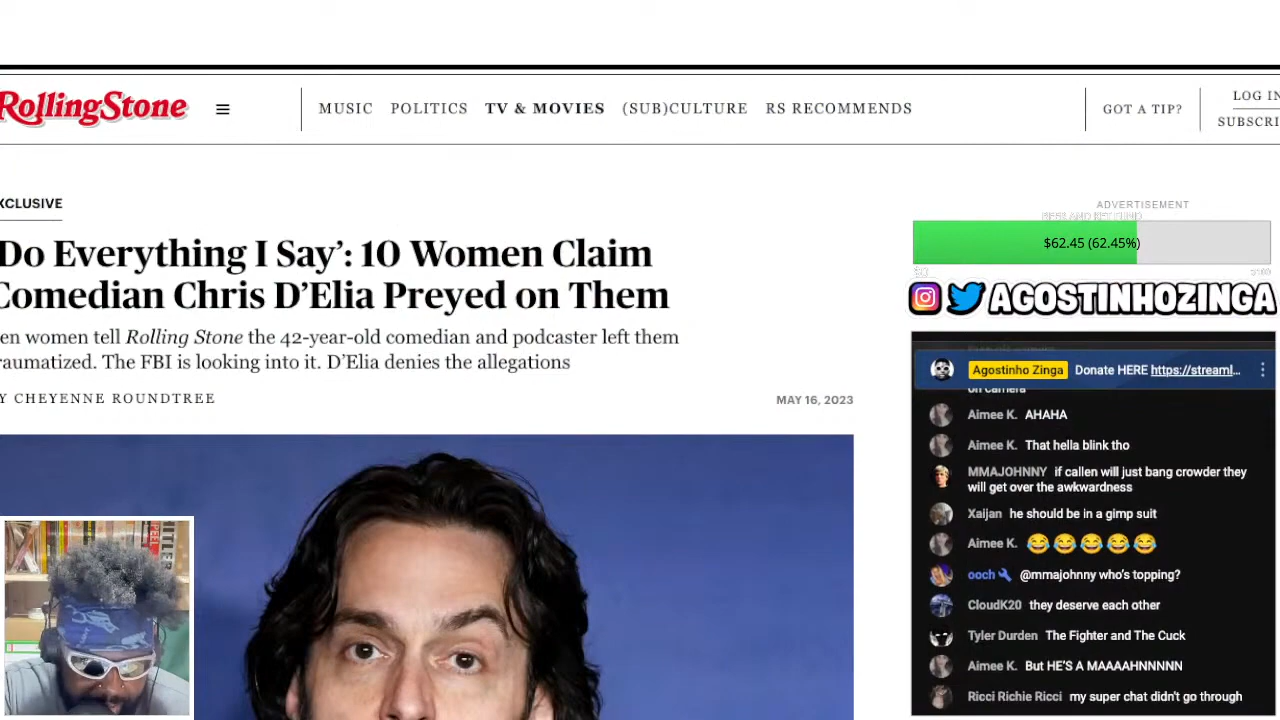 RollingStone
MUSIC POLITICS TV & MOVIES (SUB)CULTURE RS RECOMMENDS
GOT A TIP?
LOG IN
SUBSCRI
XCLUSIVE
Do Everything I Say’: 10 Women Claim
Comedian Chris D’Elia Preyed on Them
en women tell Rolling Stone the 42-year-old comedian and podcaster left them
raumatized. The FBI is looking into it. D’Elia denies the allegations
Y CHEYENNE ROUNDTREE
MAY 16, 2023
ADVERTISEMENT
$62.45 (62.45%)
AGOSTINHOZINGA
Agostinho Zinga Donate HERE https://streaml...
on camera
Aimee K. AHAHA
Aimee K. That hella blink tho
MMAJOHNNY if callen will just bang crowder they
will get over the awkwardness
Xaijan he should be in a gimp suit
Aimee K. 😂😂😂😂😂
ooch @mmajohnny who's topping?
CloudK20 they deserve each other
Tyler Durden The Fighter and The Cuck
Aimee K. But HE'S A MAAAAHNNNNN
Ricci Richie Ricci my super chat didn't go through